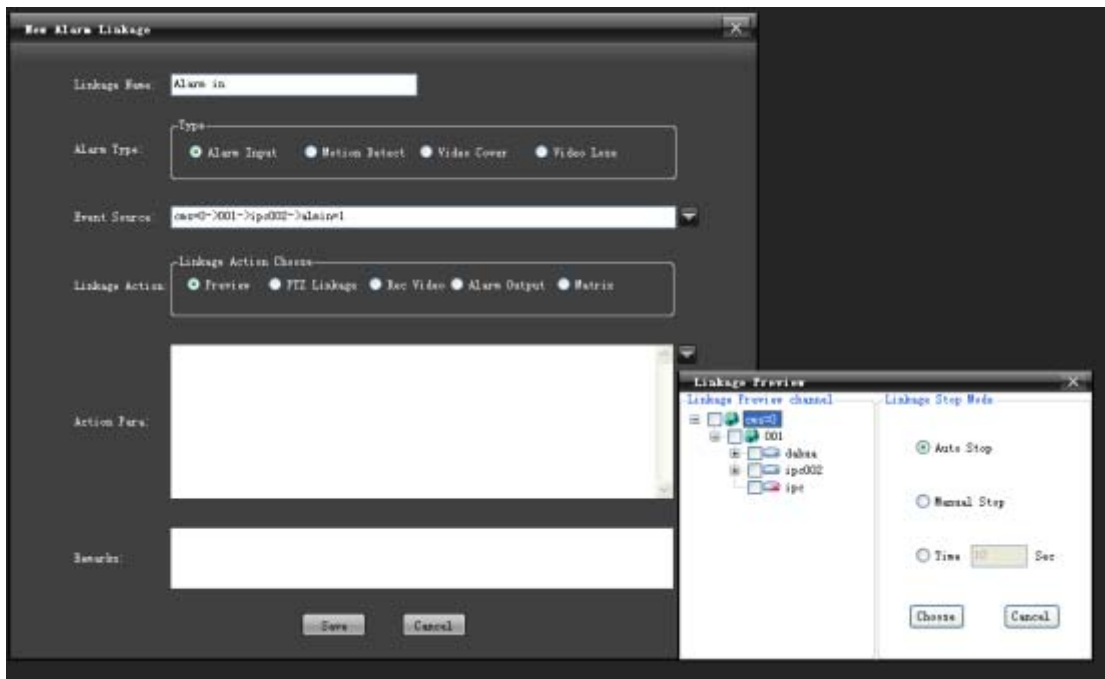 New Alarm Linkage
Linkage Name: Alarm in
Type
Alarm Type: Alarm Input Motion Detect Video Cover Video Loss
Event Source: cms=0->001->ipc002->almin=1
Linkage Action Choose
Linkage Action: Preview PTZ Linkage Rec Video Alarm Output Matrix
Action Para:
Remarks:
Save Cancel
Linkage Preview
Linkage Preview channel
cms=0
001
dahua
ipc002
ipc
Linkage Stop Mode
Auto Stop
Manual Stop
Time 10 Sec
Choose Cancel